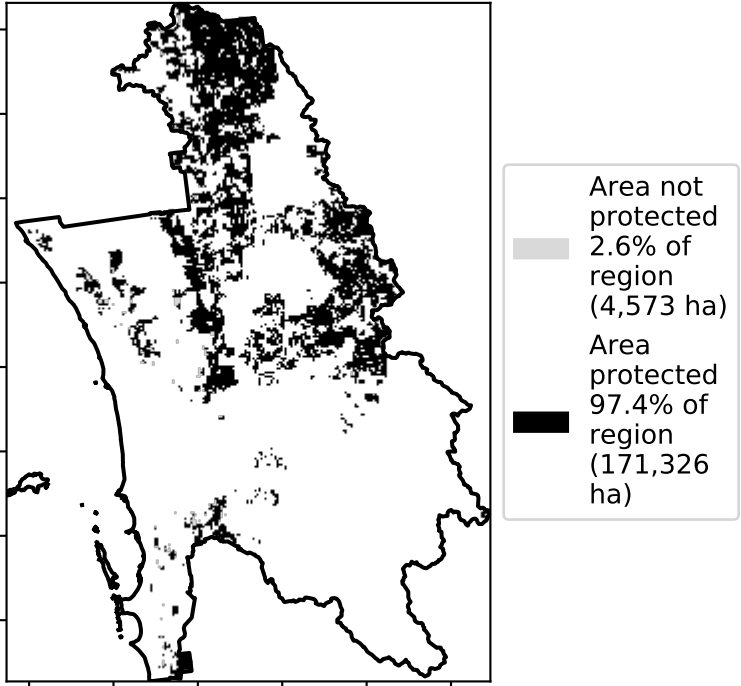 Area not
protected
2.6% of
region
(4,573 ha)
Area
protected
97.4% of
region
(171,326
ha)